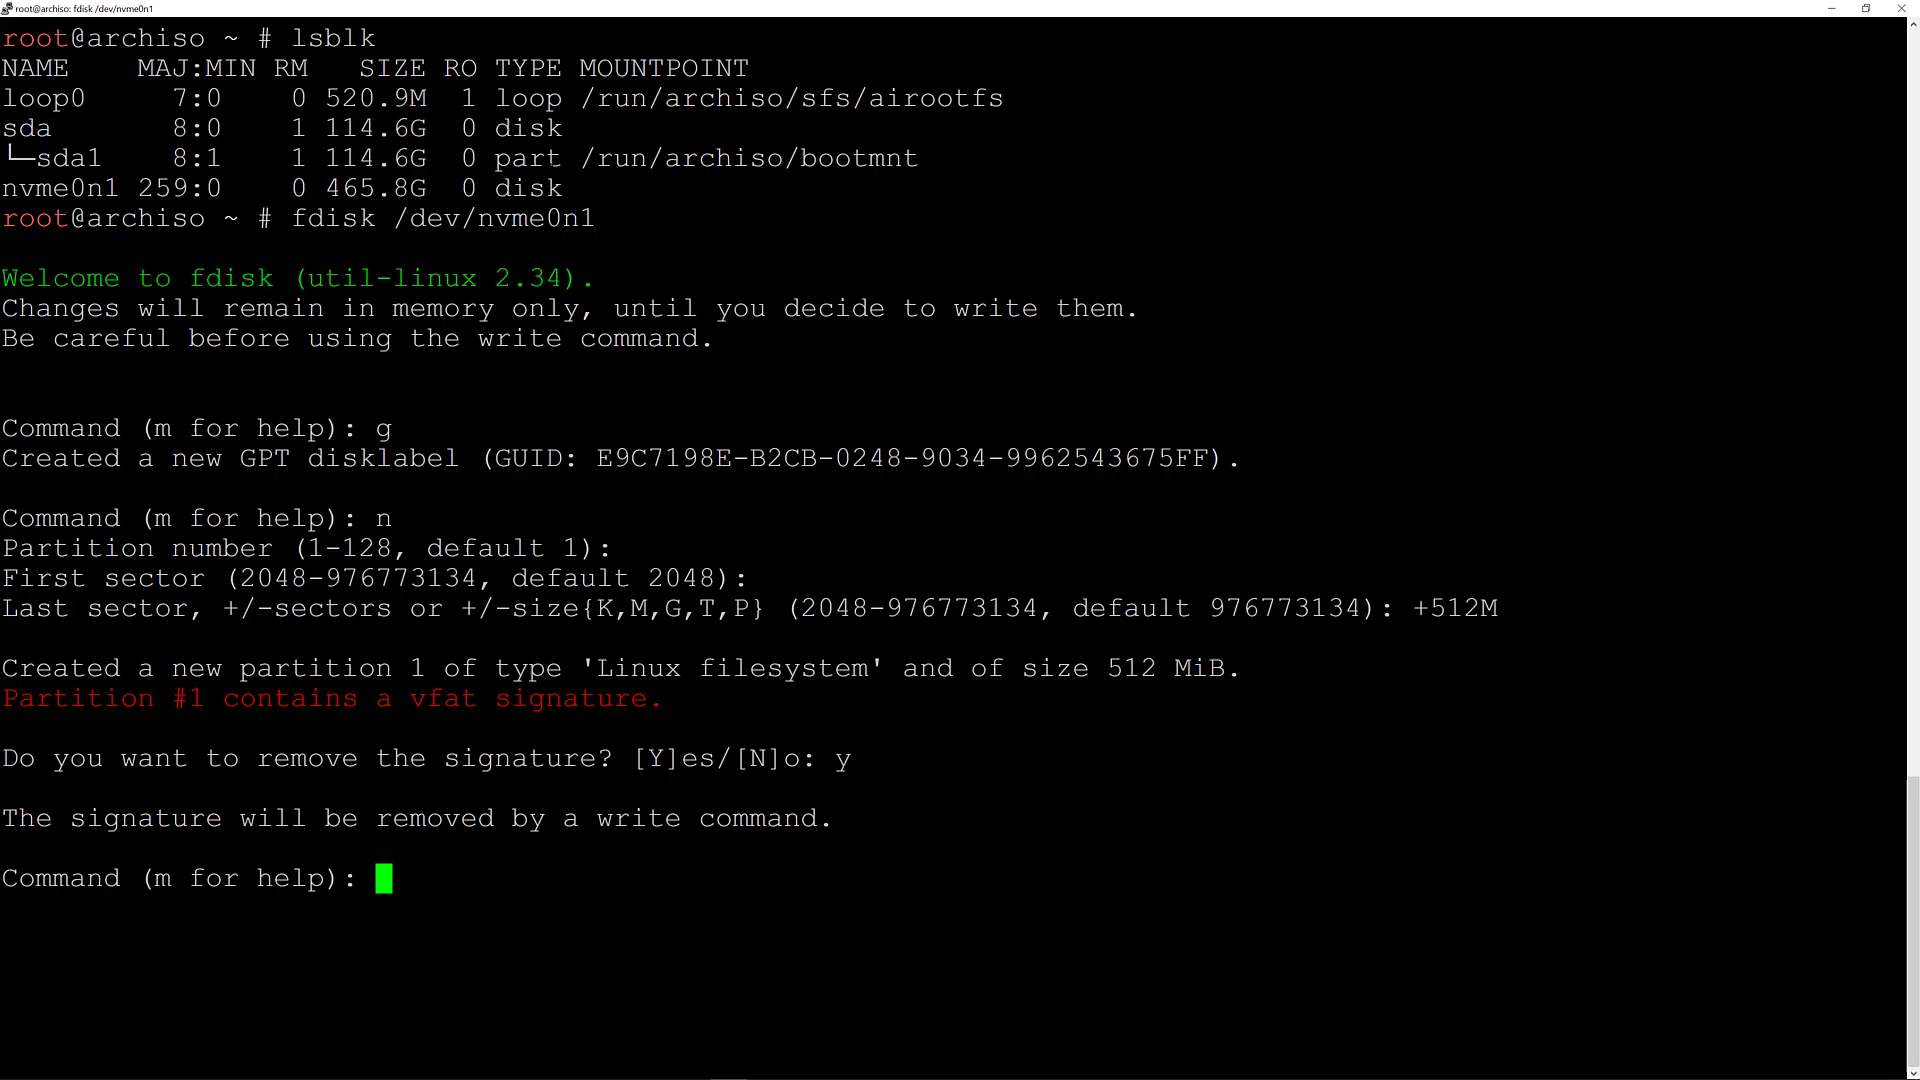 root@archiso: fdisk /dev/nvme0n1
root@archiso ~ # lsblk
NAME    MAJ:MIN RM   SIZE RO TYPE MOUNTPOINT
loop0     7:0    0 520.9M  1 loop /run/archiso/sfs/airootfs
sda       8:0    1 114.6G  0 disk
└─sda1    8:1    1 114.6G  0 part /run/archiso/bootmnt
nvme0n1 259:0    0 465.8G  0 disk
root@archiso ~ # fdisk /dev/nvme0n1
Welcome to fdisk (util-linux 2.34).
Changes will remain in memory only, until you decide to write them.
Be careful before using the write command.
Command (m for help): g
Created a new GPT disklabel (GUID: E9C7198E-B2CB-0248-9034-9962543675FF).
Command (m for help): n
Partition number (1-128, default 1):
First sector (2048-976773134, default 2048):
Last sector, +/-sectors or +/-size{K,M,G,T,P} (2048-976773134, default 976773134): +512M
Created a new partition 1 of type 'Linux filesystem' and of size 512 MiB.
Partition #1 contains a vfat signature.
Do you want to remove the signature? [Y]es/[N]o: y
The signature will be removed by a write command.
Command (m for help):